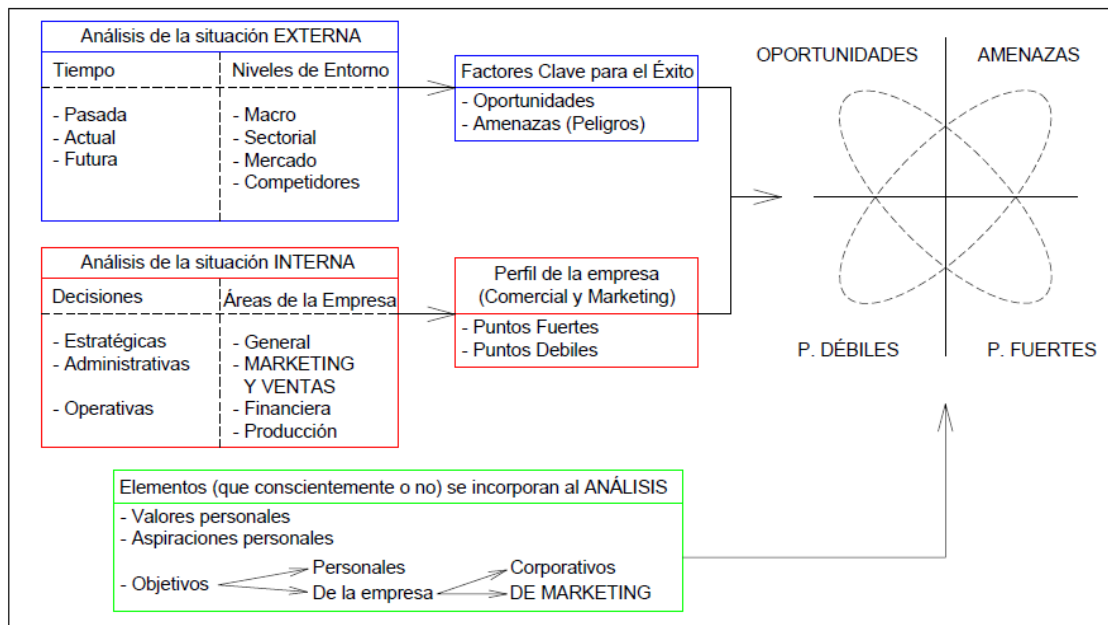 Análisis de la situación EXTERNA
Tiempo
Niveles de Entorno
- Pasada
- Actual
- Futura
- Macro
- Sectorial
- Mercado
- Competidores
Factores Clave para el Éxito
- Oportunidades
- Amenazas (Peligros)
OPORTUNIDADES
AMENAZAS
Análisis de la situación INTERNA
Decisiones
Áreas de la Empresa
- Estratégicas
- Administrativas
- Operativas
- General
- MARKETING
Y VENTAS
- Financiera
- Producción
Perfil de la empresa
(Comercial y Marketing)
- Puntos Fuertes
- Puntos Debiles
P. DÉBILES
P. FUERTES
Elementos (que conscientemente o no) se incorporan al ANÁLISIS
- Valores personales
- Aspiraciones personales
- Objetivos
Personales
De la empresa
Corporativos
DE MARKETING